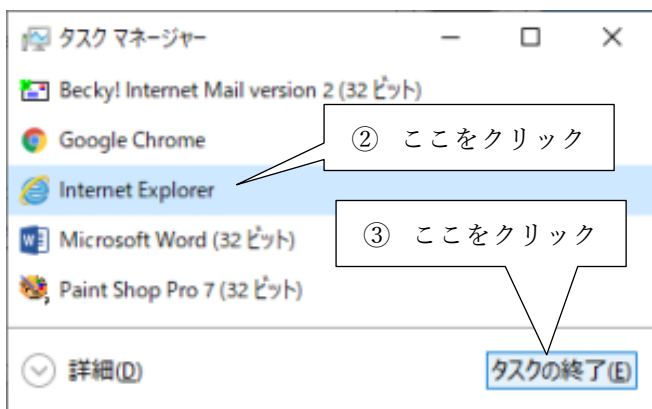 タスク マネージャー
Becky! Internet Mail version 2 (32 ビット)
Google Chrome
② ここをクリック
Internet Explorer
Microsoft Word (32 ビット)
③ ここをクリック
Paint Shop Pro 7 (32 ビット)
詳細(D)
タスクの終了(E)